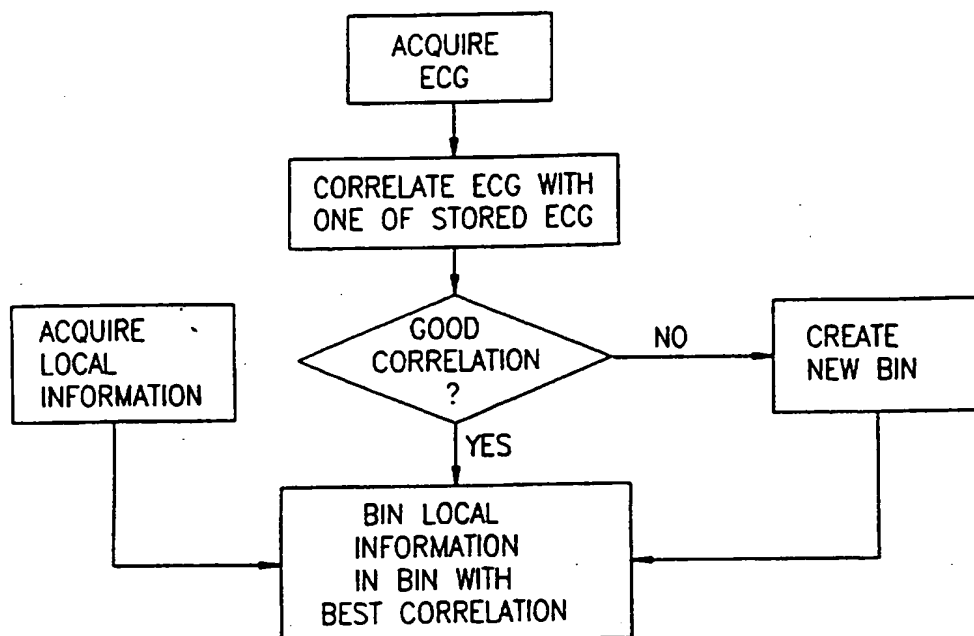 ACQUIRE
ECG
CORRELATE ECG WITH
ONE OF STORED ECG
ACQUIRE
LOCAL
INFORMATION
GOOD
CORRELATION
?
NO
CREATE
NEW BIN
YES
BIN LOCAL
INFORMATION
IN BIN WITH
BEST CORRELATION